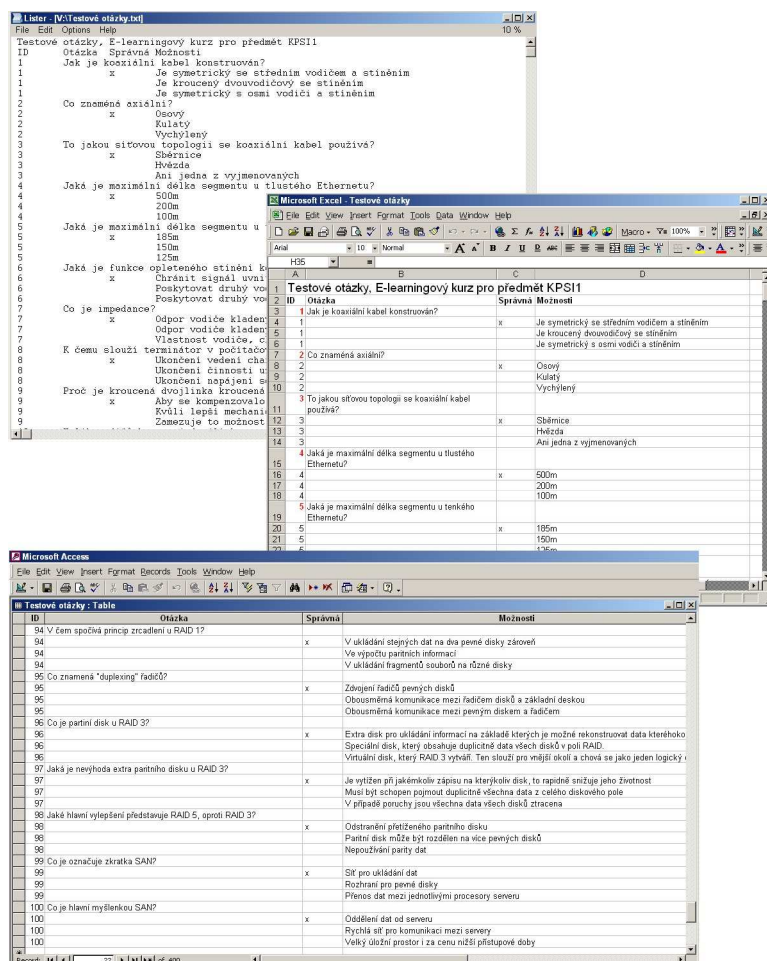 Lister - [V:\Testové otázky.txt]
File Edit Options Help 10 %
Testové otázky, E-learningový kurz pro předmět KPSI1
ID Otázka Správná Možnosti
1 Jak je koaxiální kabel konstruován?
1 x Je symetrický se středním vodičem a stíněním
1 Je kroucený dvouvodičový se stíněním
1 Je symetrický s osmi vodiči a stíněním
2 Co znaméná axiální?
2 x Osový
2 Kulatý
2 Vychýlený
3 To jakou síťovou topologii se koaxiální kabel používá?
3 x Sběrnice
3 Hvězda
3 Ani jedna z vyjmenovaných
4 Jaká je maximální délka segmentu u tlustého Ethernetu?
4 x 500m
4 200m
4 100m
5 Jaká je maximální délka segmentu u
5 x 185m
5 150m
5 125m
6 Jaká je funkce opleteného stínění
6 x Chránit signál
6 Poskytovat druhý
6 Poskytovat druhý
7 Co je impedance?
7 x Odpor vodiče
7 Odpor vodiče
7 Vlastnost vodiče,
8 K čemu slouží terminátor v
8 x Ukončení vedení
8 Ukončení činnosti
8 Ukončení napájení
9 Proč je kroucená dvojlinka kroucená
9 x Aby se kompenzovalo
9 Kvůli lepší
9 Zamezuje to možnost
Microsoft Excel - Testové otázky
File Edit View Insert Format Tools Data Window Help
Macro 100%
Arial 10 Normal B I U
H35 =
A B C D
1 Testové otázky, E-learningový kurz pro předmět KPSI1
2 ID Otázka Správná Možnosti
3 1 Jak je koaxiální kabel konstruován?
4 1 x Je symetrický se středním vodičem a stíněním
5 1 Je kroucený dvouvodičový se stíněním
6 1 Je symetrický s osmi vodiči a stíněním
7 2 Co znaméná axiální?
8 2 x Osový
9 2 Kulatý
10 2 Vychýlený
3 To jakou síťovou topologii se koaxiální kabel
11 používá?
12 3 x Sběrnice
13 3 Hvězda
14 3 Ani jedna z vyjmenovaných
4 Jaká je maximální délka segmentu u tlustého
15 Ethernetu?
16 4 x 500m
17 4 200m
18 4 100m
5 Jaká je maximální délka segmentu u tenkého
19 Ethernetu?
20 5 x 185m
21 5 150m
22 5 125m
Microsoft Access
File Edit View Insert Format Records Tools Window Help
Testové otázky : Table
ID Otázka Správná Možnosti
94 V čem spočívá princip zrcadlení u RAID 1?
94 x V ukládání stejných dat na dva pevné disky zároveň
94 Ve výpočtu paritních informací
94 V ukládání fragmentů souborů na různé disky
95 Co znamená "duplexing" řadičů?
95 x Zdvojení řadičů pevných disků
95 Obousměrná komunikace mezi řadičem disků a základní deskou
95 Obousměrná komunikace mezi pevným diskem a řadičem
96 Co je partiní disk u RAID 3?
96 x Extra disk pro ukládání informací na základě kterých je možné rekonstruovat data kteréhoko
96 Speciální disk, který obsahuje duplicitně data všech disků v poli RAID.
96 Virtuální disk, který RAID 3 vytváří. Ten slouží pro vnější okolí a chová se jako jeden logický
97 Jaká je nevýhoda extra paritního disku u RAID 3?
97 x Je vytížen při jakémkoliv zápisu na kterýkoliv disk, to rapidně snižuje jeho životnost
97 Musí být schopen pojmout duplicitně všechna data z celého diskového pole
97 V případě poruchy jsou všechna data všech disků ztracena
98 Jaké hlavní vylepšení představuje RAID 5, oproti RAID 3?
98 x Odstranění přetíženého paritního disku
98 Paritní disk může být rozdělen na více pevných disků
98 Nepoužívání parity dat
99 Co je označuje zkratka SAN?
99 x Síť pro ukládání dat
99 Rozhraní pro pevné disky
99 Přenos dat mezi jednotlivými procesory serveru
100 Co je hlavní myšlenkou SAN?
100 x Oddělení dat od serveru
100 Rychlá síť pro komunikaci mezi servery
100 Velký úložní prostor i za cenu nižší přístupové doby
Record: 22 of 400